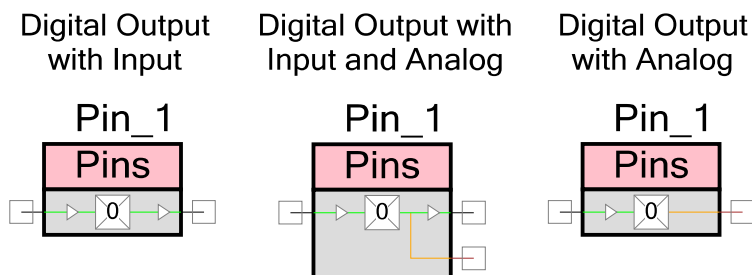 Digital Output
with Input
Digital Output with
Input and Analog
Digital Output
with Analog
Pin_1
Pins
0
Pin_1
Pins
0
Pin_1
Pins
0